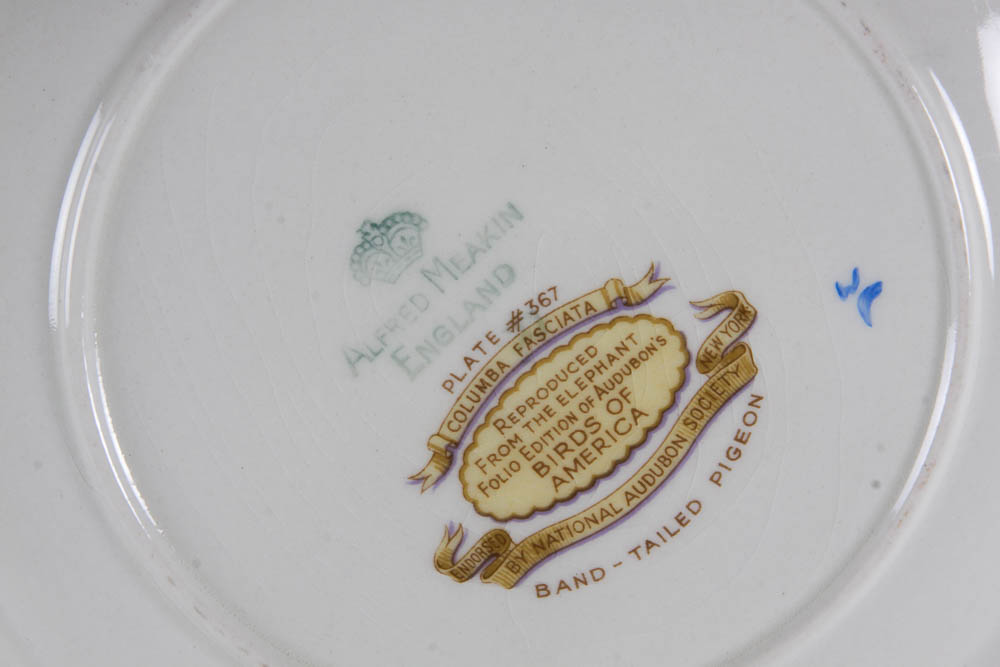 ALFRED MEAKIN
ENGLAND
PLATE #367
COLUMBA FASCIATA
REPRODUCED
FROM THE ELEPHANT
FOLIO EDITION OF AUDUBON'S
BIRDS OF
AMERICA
ENDORSED
BY NATIONAL AUDUBON SOCIETY
NEW YORK
BAND-TAILED PIGEON